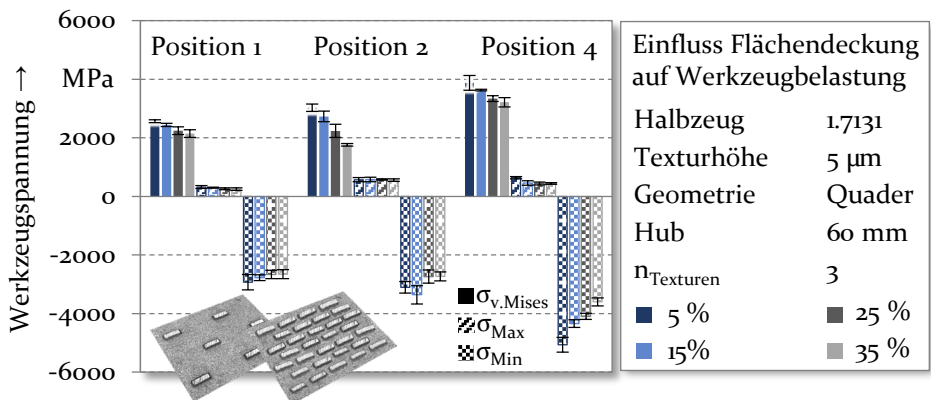 6000
MPa
2000
0
-2000
-4000
-6000
Werkzeugspannung →
Position 1 Position 2 Position 4
σv.Mises
σMax
σMin
Einfluss Flächendeckung
auf Werkzeugbelastung
Halbzeug 1.7131
Texturhöhe 5 µm
Geometrie Quader
Hub 60 mm
nTexturen 3
5 % 25 %
15% 35 %